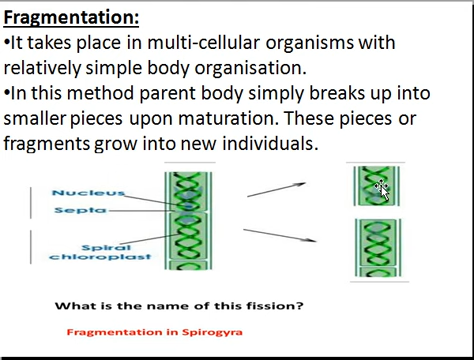 Fragmentation:
•It takes place in multi-cellular organisms with
relatively simple body organisation.
•In this method parent body simply breaks up into
smaller pieces upon maturation. These pieces or
fragments grow into new individuals.
Nucleus
Septa
Spiral
chloroplast
What is the name of this fission?
Fragmentation in Spirogyra